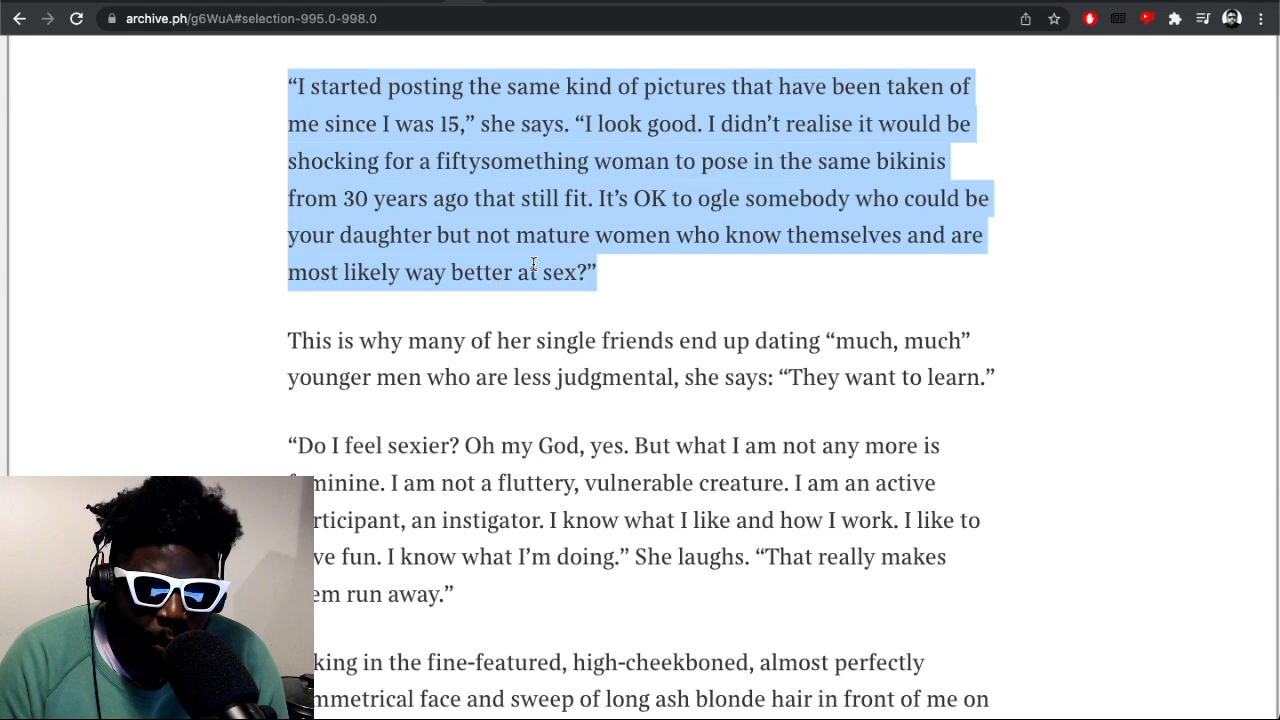 archive.ph/g6WuA#selection-995.0-998.0
“I started posting the same kind of pictures that have been taken of
me since I was 15,” she says. “I look good. I didn’t realise it would be
shocking for a fiftysomething woman to pose in the same bikinis
from 30 years ago that still fit. It’s OK to ogle somebody who could be
your daughter but not mature women who know themselves and are
most likely way better at sex?”
This is why many of her single friends end up dating “much, much”
younger men who are less judgmental, she says: “They want to learn.”
“Do I feel sexier? Oh my God, yes. But what I am not any more is
feminine. I am not a fluttery, vulnerable creature. I am an active
rticipant, an instigator. I know what I like and how I work. I like to
ve fun. I know what I’m doing.” She laughs. “That really makes
em run away.”
king in the fine-featured, high-cheekboned, almost perfectly
mmetrical face and sweep of long ash blonde hair in front of me on